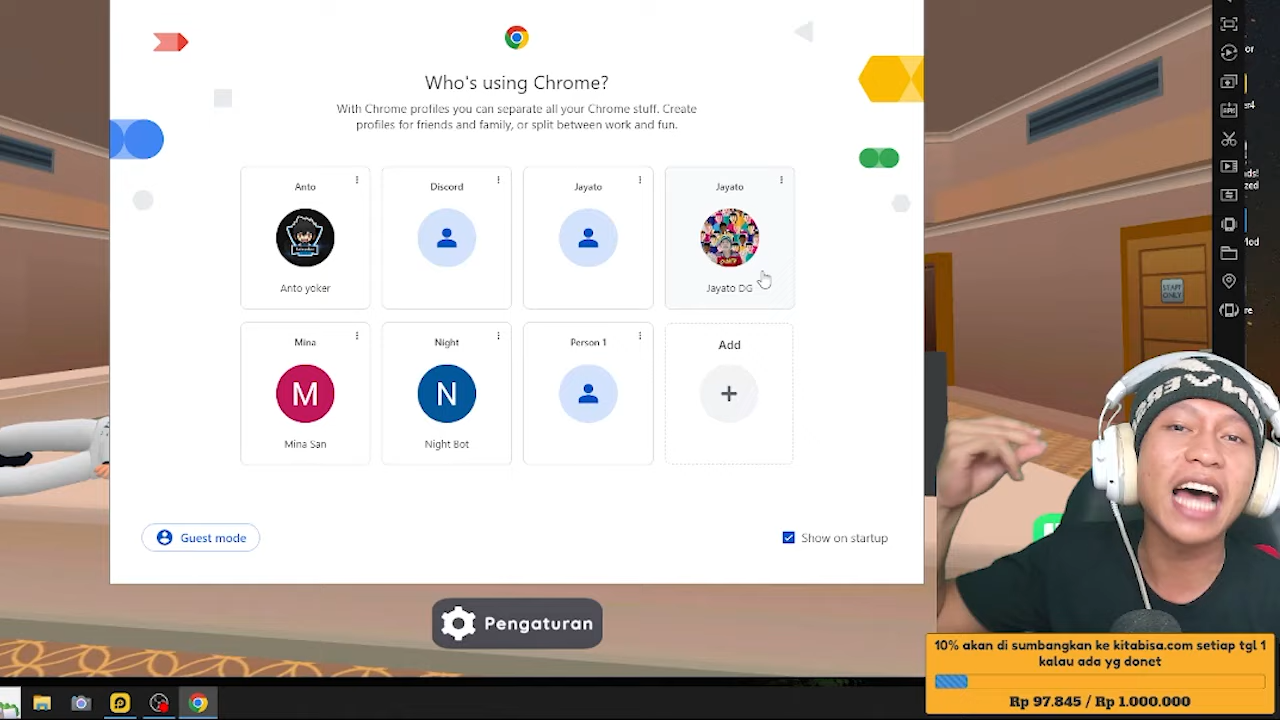 Who's using Chrome?
With Chrome profiles you can separate all your Chrome stuff. Create
profiles for friends and family, or split between work and fun.
Anto
Discord
Jayato
Jayato
Anto yoker
Jayato DG
Mina
Night
Person 1
Add
M
N
Mina San
Night Bot
Guest mode
Show on startup
Pengaturan
STAFF
ONLY
10% akan di sumbangkan ke kitabisa.com setiap tgl 1
kalau ada yg donet
Rp 97.845 / Rp 1.000.000